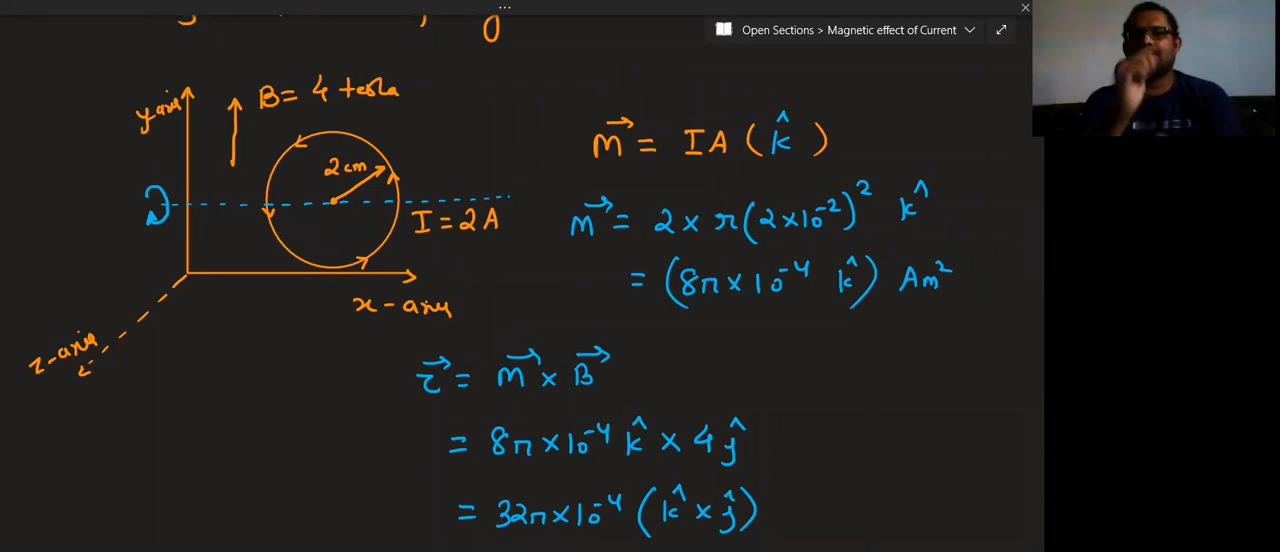 Open Sections > Magnetic effect of Current
y-axis
B = 4 tesla
2 cm
I = 2A
x-axis
z-axis
m⃗ = IA (k̂)
m⃗ = 2 × π(2×10⁻²)² k̂
= (8π×10⁻⁴ k̂) Am²
τ⃗ = m⃗ × B⃗
= 8π×10⁻⁴ k̂ × 4 ĵ
= 32π×10⁻⁴ (k̂ × ĵ)